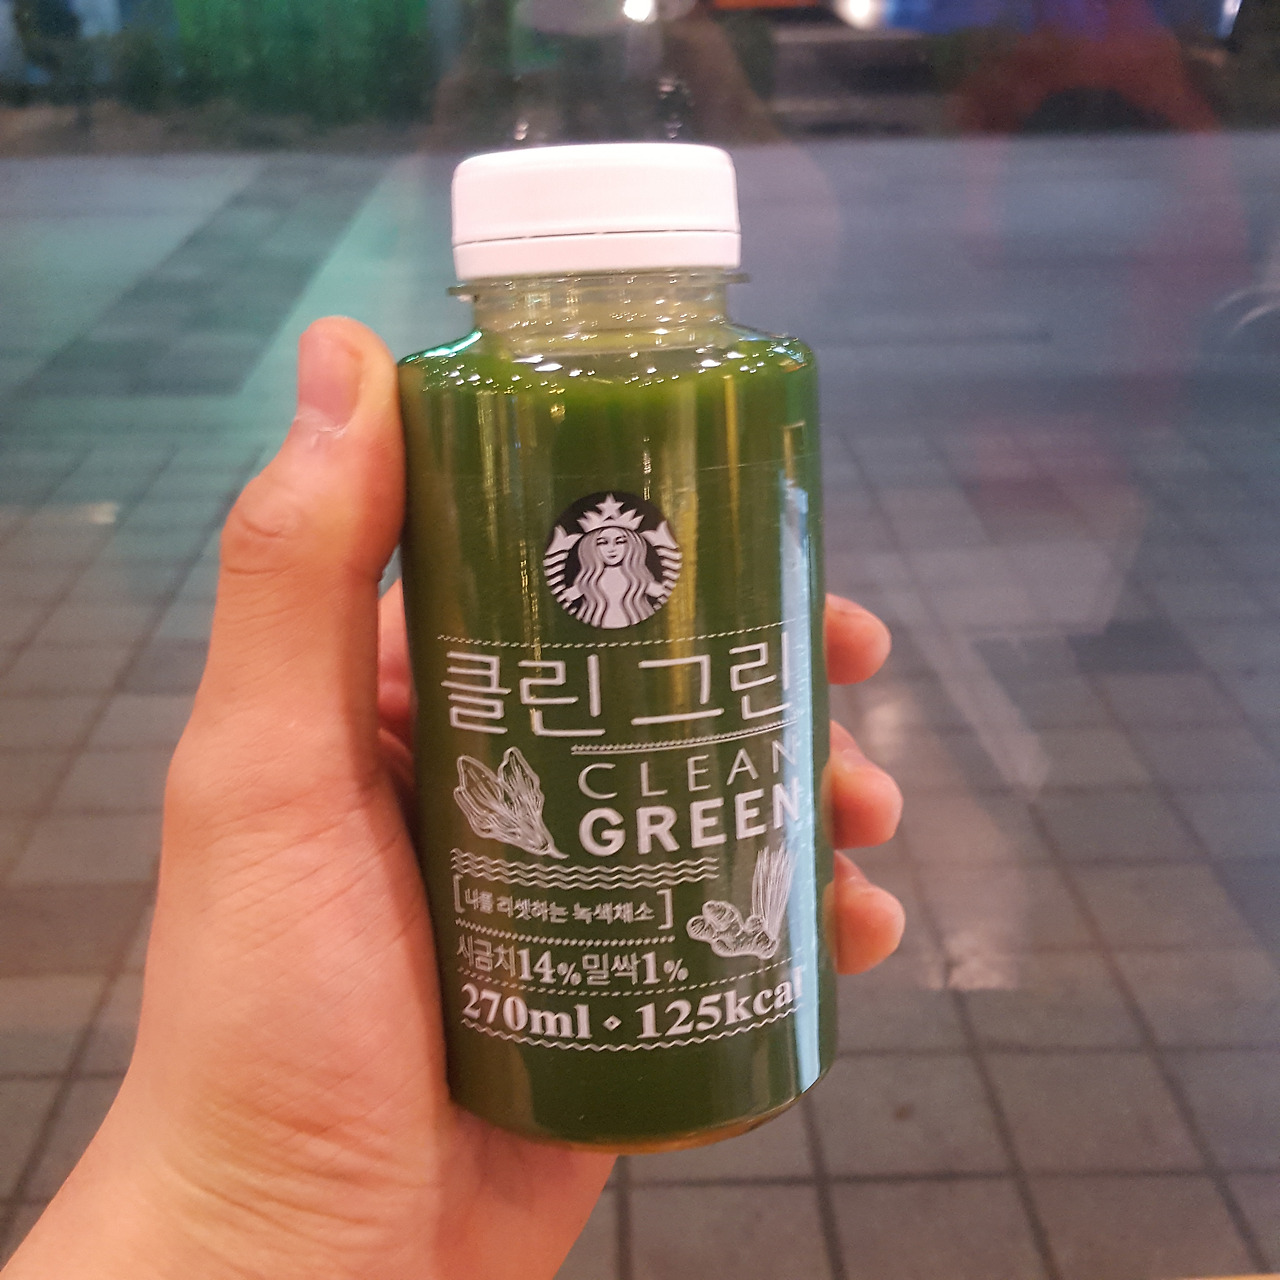 클린 그린
CLEAN
GREEN
[나를 리셋하는 녹색채소]
시금치14%밀싹1%
270ml ⋄ 125kcal